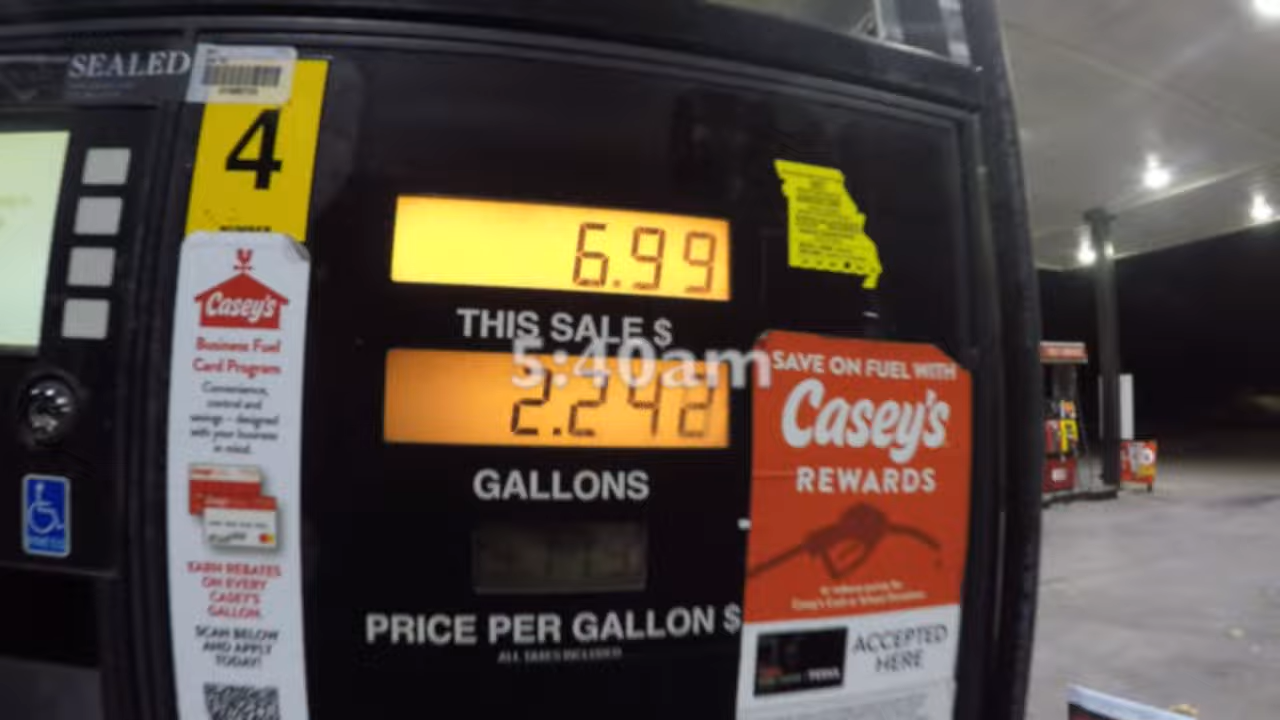 SEALED
4
Casey's
Business Fuel
Card Program
Convenience,
control and
savings - designed
with your business
in mind.
EARN REBATES
ON EVERY
CASEY'S
GALLON.
SCAN BELOW
AND APPLY
TODAY!
6.99
THIS SALE $
5:40am
2.248
GALLONS
PRICE PER GALLON $
ALL TAXES INCLUDED
SAVE ON FUEL WITH
Casey's
REWARDS
ACCEPTED
HERE